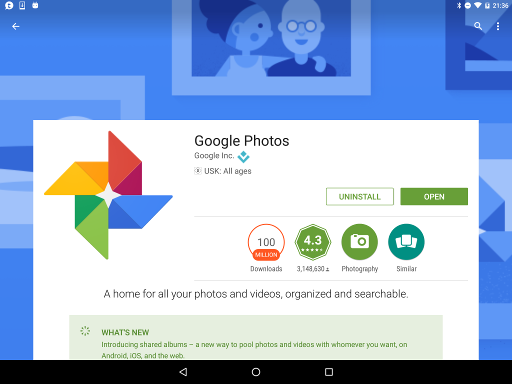 21:36
Google Photos
Google Inc.
USK: All ages
UNINSTALL
OPEN
100
MILLION
4.3
Downloads
3,148,630
Photography
Similar
A home for all your photos and videos, organized and searchable.
WHAT'S NEW
Introducing shared albums – a new way to pool photos and videos with whomever you want, on
Android, iOS, and the web.